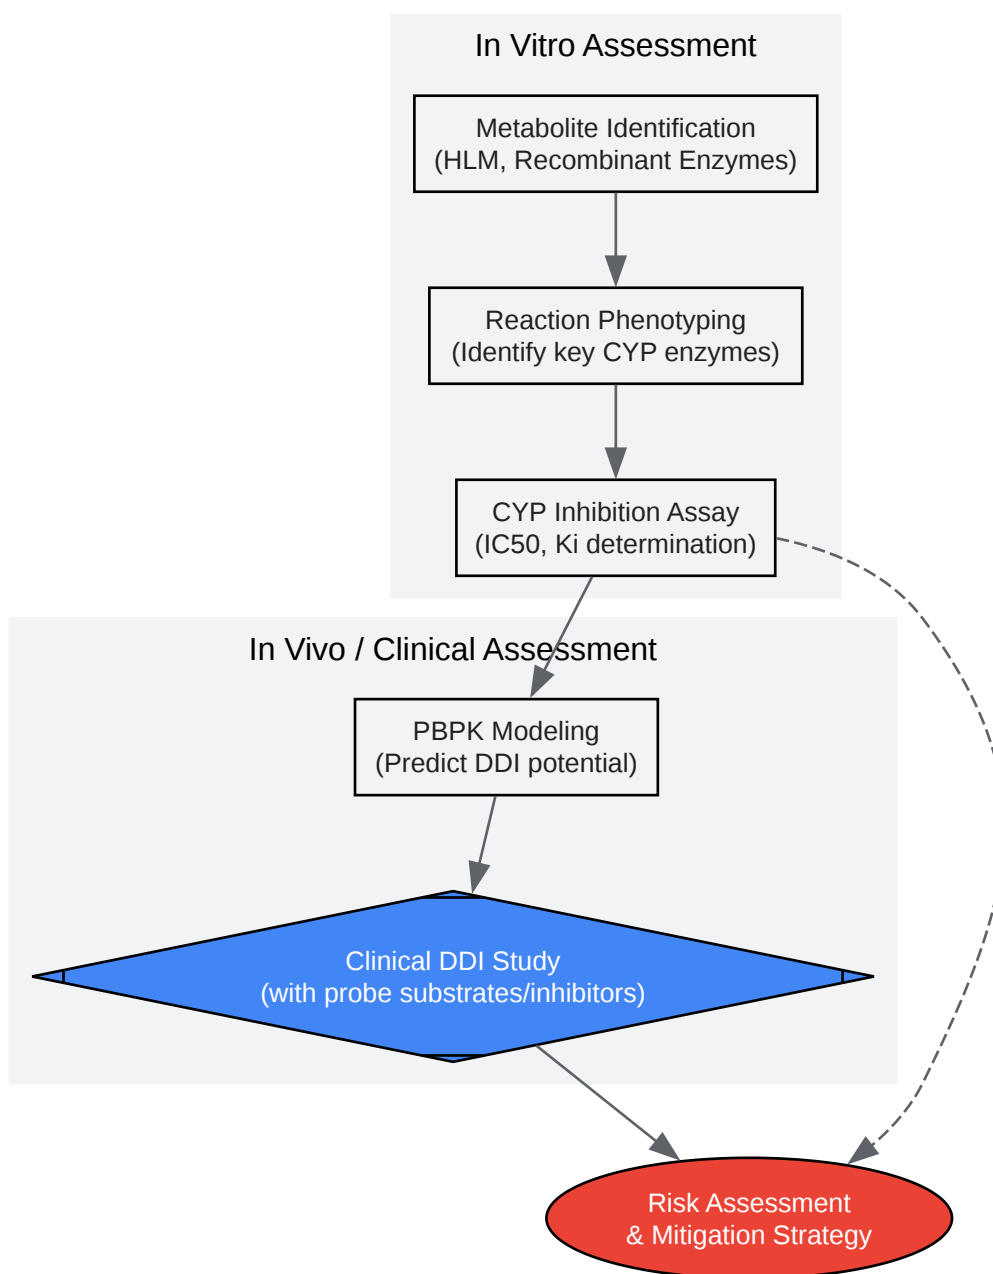 In Vitro Assessment
Metabolite Identification
(HLM, Recombinant Enzymes)
Reaction Phenotyping
(Identify key CYP enzymes)
CYP Inhibition Assay
(IC50, Ki determination)
In Vivo / Clinical Assessment
PBPK Modeling
(Predict DDI potential)
Clinical DDI Study
(with probe substrates/inhibitors)
Risk Assessment
& Mitigation Strategy